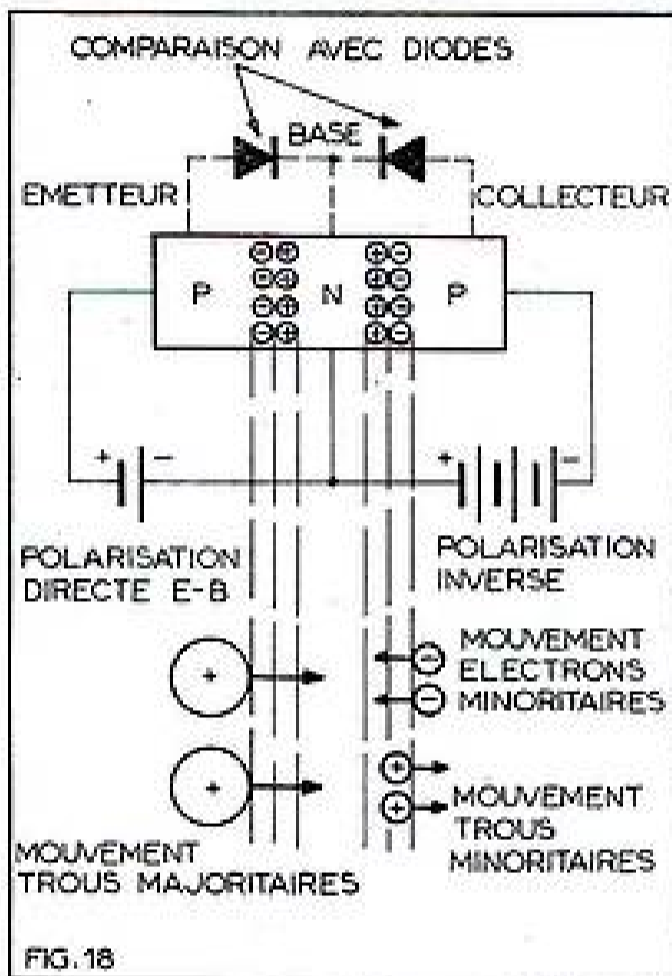 COMPARAISON AVEC DIODES
BASE
EMETTEUR
COLLECTEUR
- + + -
P
- + + -
N
P
- + + -
- + + -
+ -
+ -
POLARISATION
DIRECTE E-B
POLARISATION
INVERSE
+
-
-
MOUVEMENT
ELECTRONS
MINORITAIRES
+
+
+
MOUVEMENT
TROUS
MINORITAIRES
MOUVEMENT
TROUS MAJORITAIRES
FIG. 18